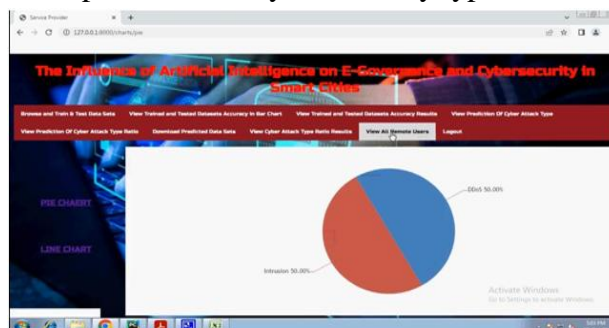 Service Provider
127.0.0.1:8000/charts/pie
The Influence of Artificial Intelligence on E-Governance and Cybersecurity in
Smart Cities
Browse and Train & Test Data Sets View Trained and Tested Datasets Accuracy in Bar Chart View Trained and Tested Datasets Accuracy Results View Prediction Of Cyber Attack Type
View Prediction Of Cyber Attack Type Ratio Download Predicted Data Sets View Cyber Attack Type Ratio Results View All Remote Users Logout
DDoS 50.00%
PIE CHART
LINE CHART
Intrusion 50.00%
Activate Windows
Go to Settings to activate Windows.